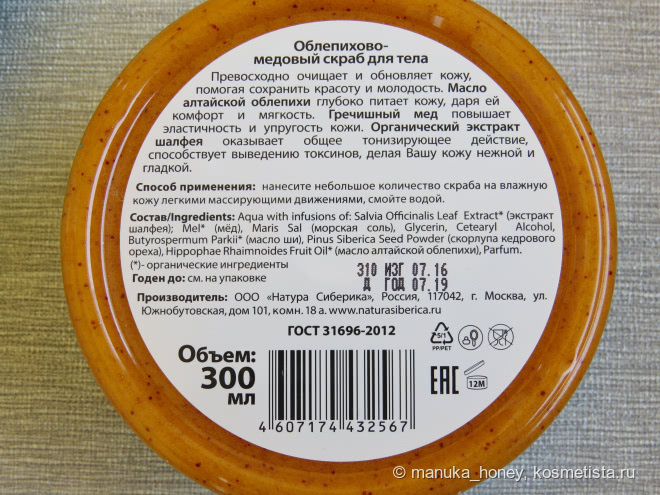 Облепихово-
медовый скраб для тела
Превосходно очищает и обновляет кожу,
помогая сохранить красоту и молодость. Масло
алтайской облепихи глубоко питает кожу, даря ей
комфорт и мягкость. Гречишный мед повышает
эластичность и упругость кожи. Органический экстракт
шалфея оказывает общее тонизирующее действие,
способствует выведению токсинов, делая Вашу кожу нежной и
гладкой.
Способ применения: нанесите небольшое количество скраба на влажную
кожу легкими массирующими движениями, смойте водой.
Состав/Ingredients: Aqua with infusions of: Salvia Officinalis Leaf Extract* (экстракт
шалфея); Mel* (мёд), Maris Sal (морская соль), Glycerin, Cetearyl Alcohol,
Butyrospermum Parkii* (масло ши), Pinus Siberica Seed Powder (скорлупа кедрового
ореха), Hippophae Rhaimnoides Fruit Oil* (масло алтайской облепихи), Parfum.
(*)- органические ингредиенты
Годен до: см. на упаковке
310 ИЗГ 07.16
Д ГОД 07.19
Производитель: ООО «Натура Сиберика», Россия, 117042, г. Москва, ул.
Южнобутовская, дом 101, комн. 18 а. www.naturasiberica.ru
ГОСТ 31696-2012
5/1
PP/PET
Объем:
300
мл
EAC
12М
4 607174 432567
© manuka_honey, kosmetista.ru